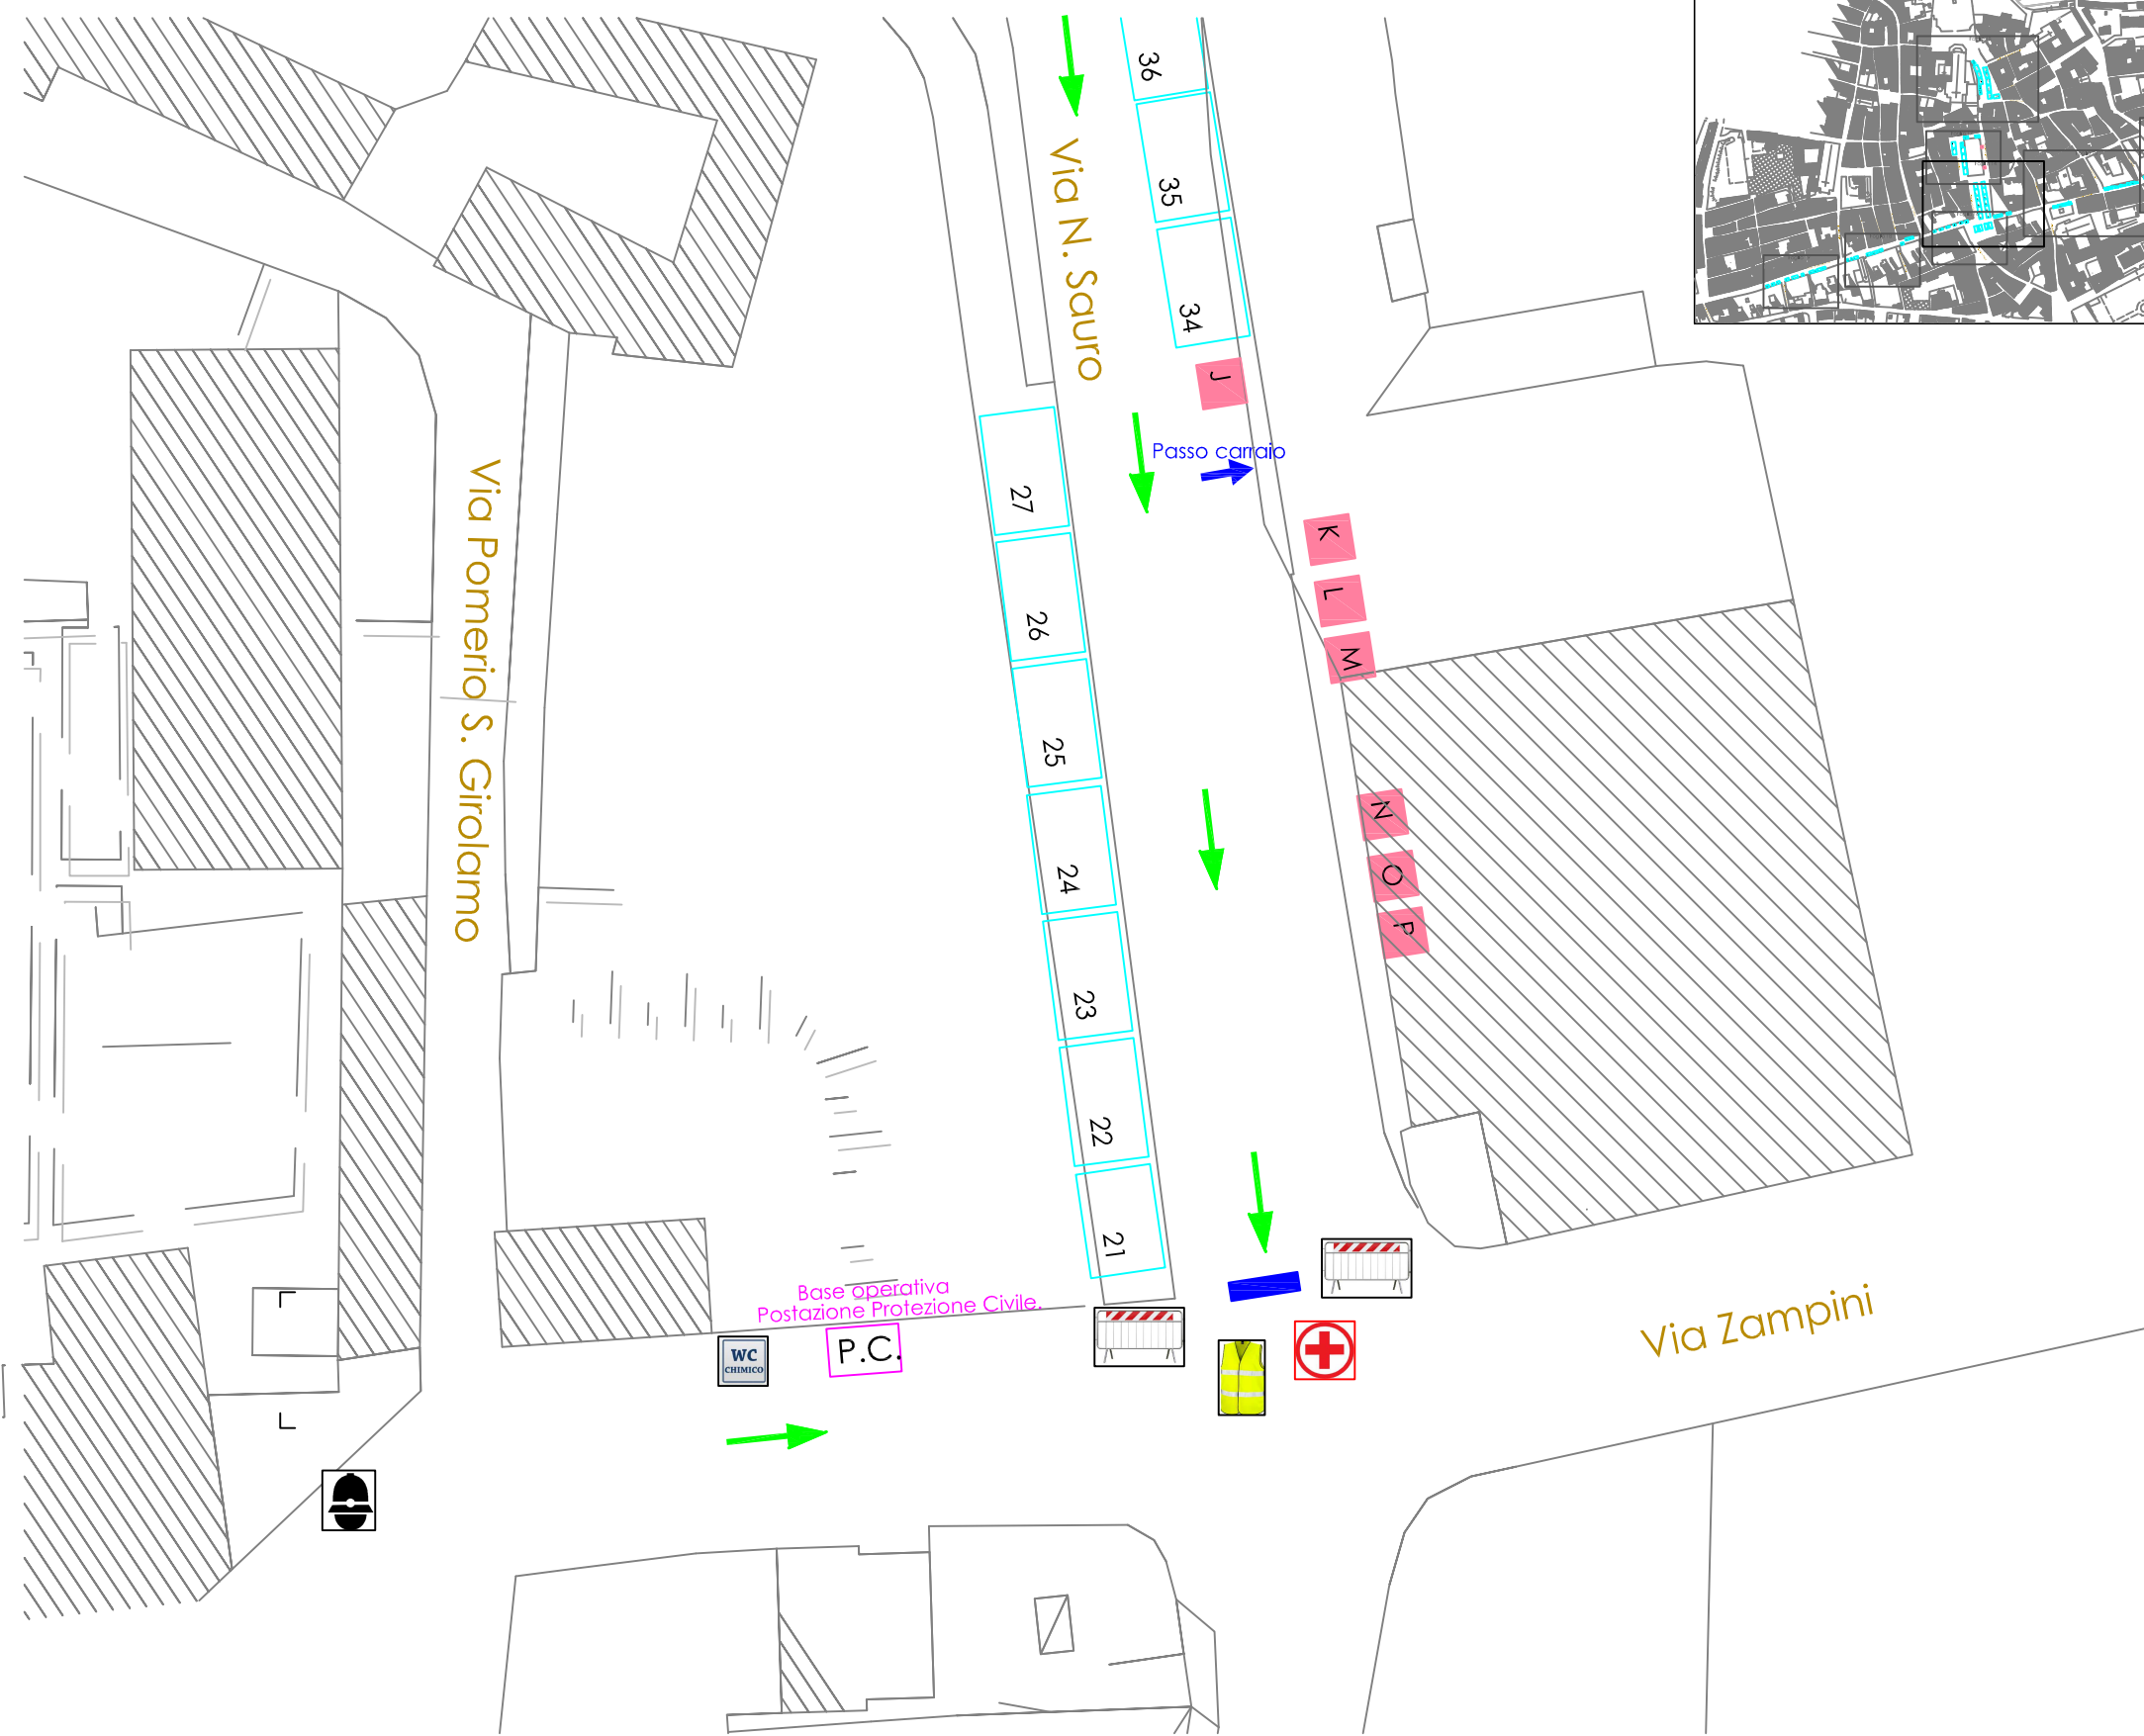 36
35
34
Via N. Sauro
J
Passo carraio
27
K
26
L
M
25
Via Pomerio S. Girolamo
N
24
O
P
23
22
21
Base operativa
Postazione Protezione Civile.
P.C.
WC
CHIMICO
Via Zampini